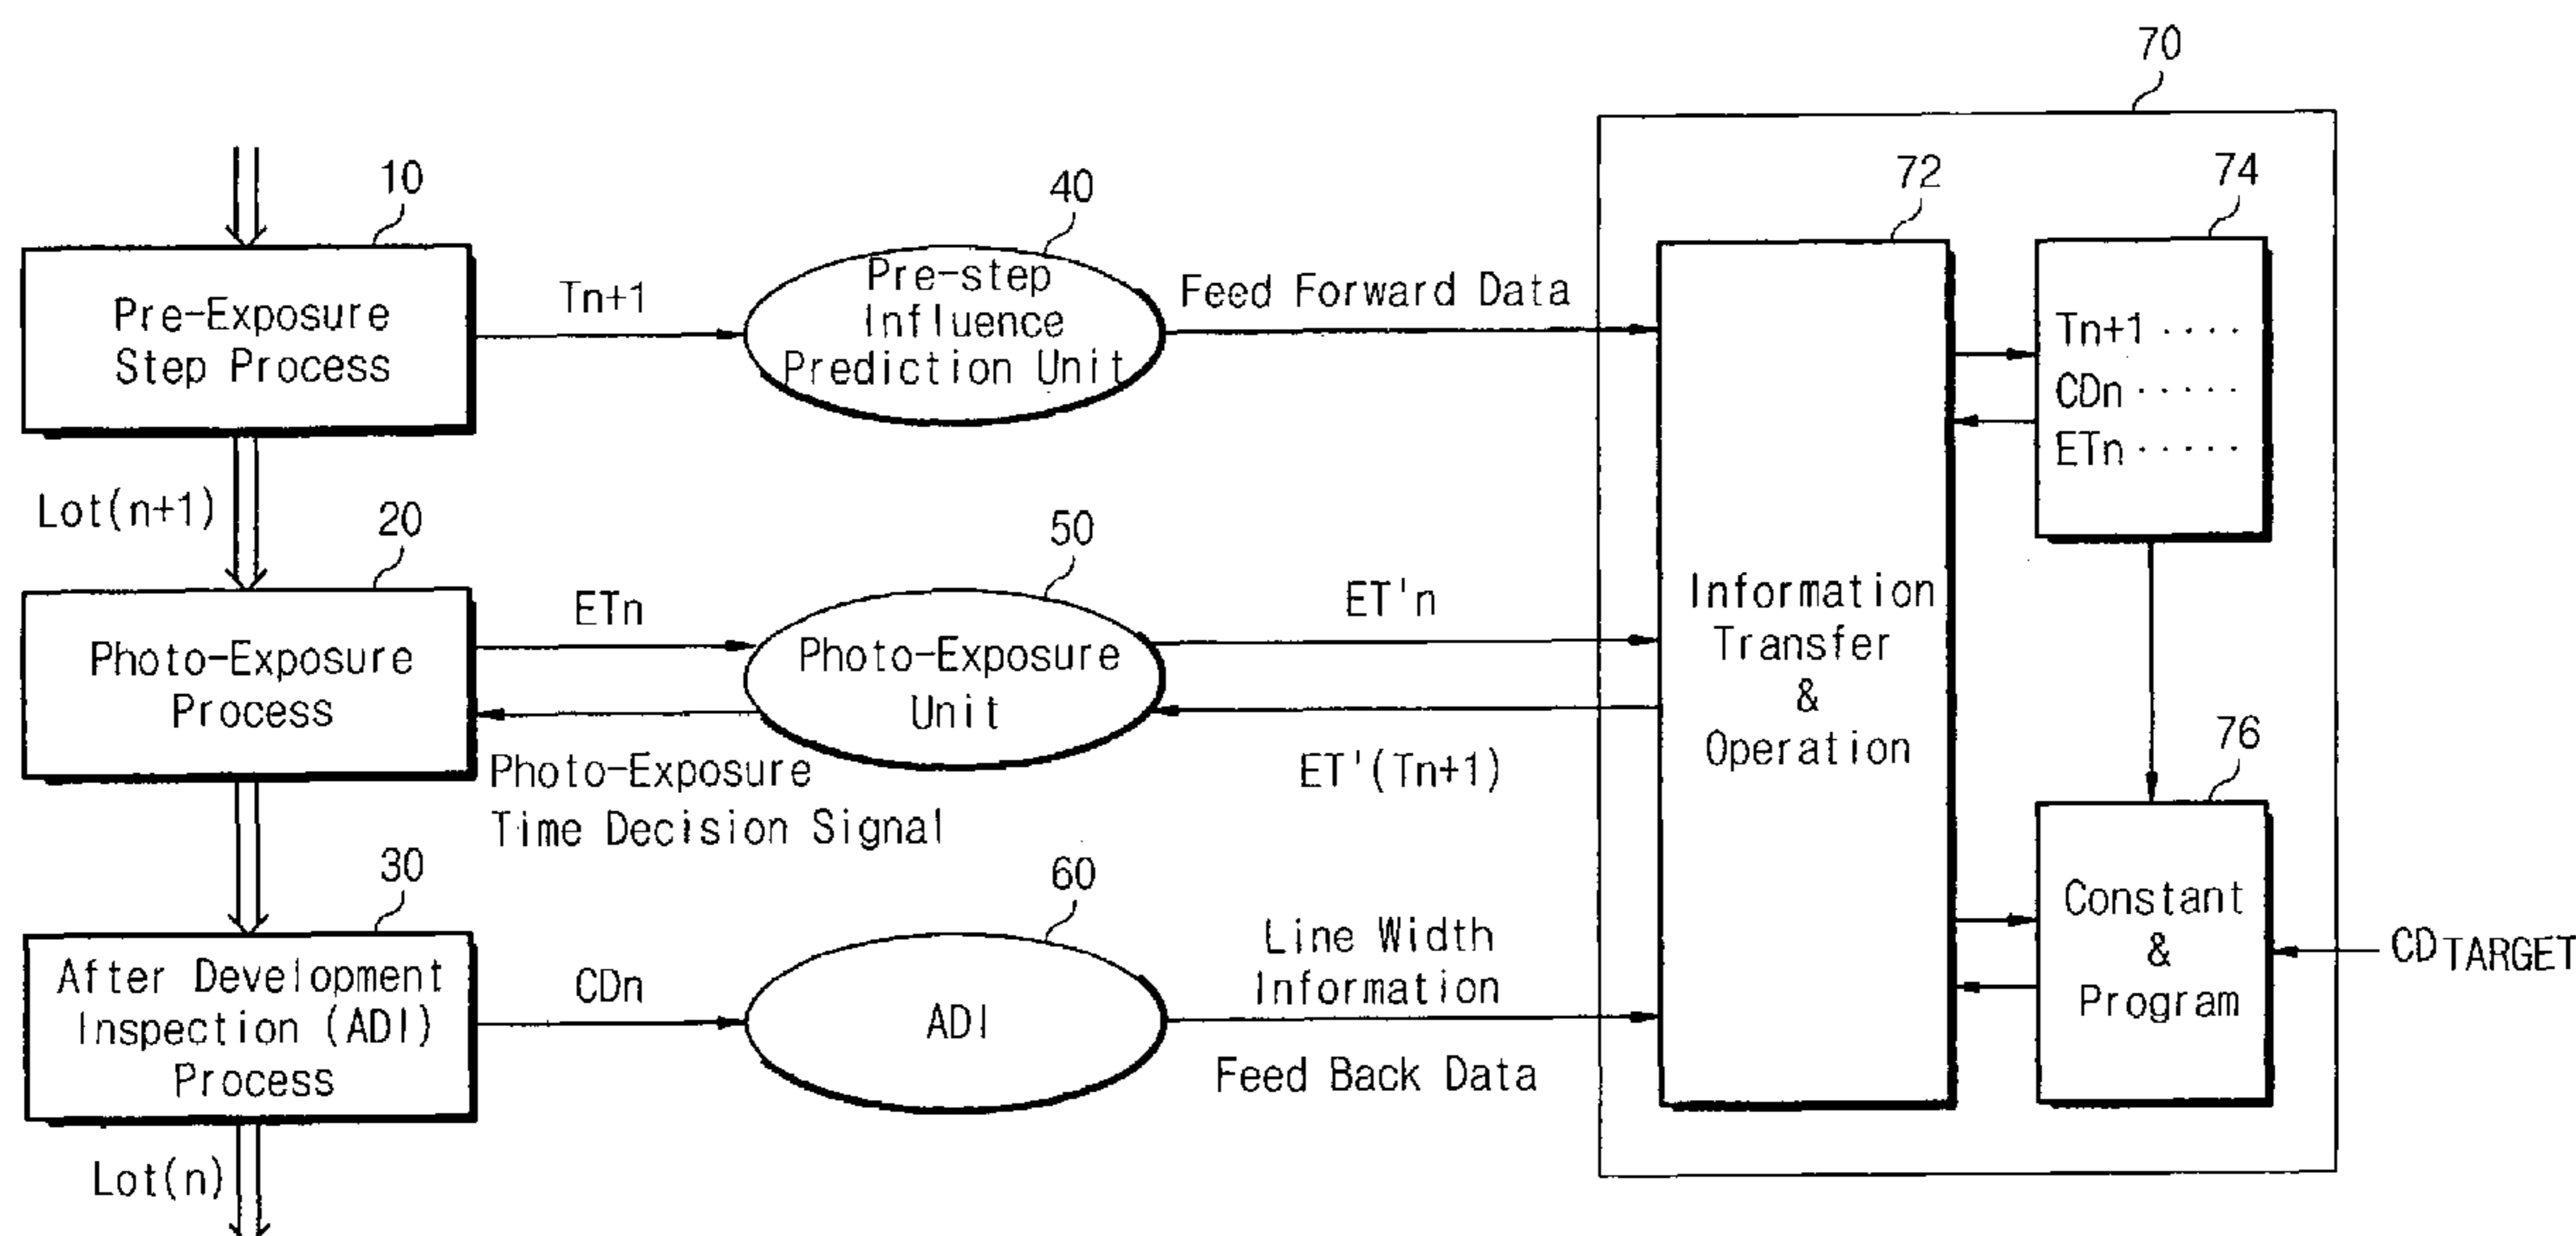 70
10
40
72
74
Pre-Exposure
Step Process
Tn+1
Pre-step
Influence
Prediction Unit
Feed Forward Data
Tn+1 ····
CDn ·····
ETn ·····
Lot(n+1)
20
50
Photo-Exposure
Process
ETn
Photo-Exposure
Unit
ET'n
Information
Transfer
&
Operation
Photo-Exposure
Time Decision Signal
ET'(Tn+1)
76
30
60
After Development
Inspection (ADI)
Process
CDn
ADI
Line Width
Information
Feed Back Data
Constant
&
Program
CDTARGET
Lot(n)